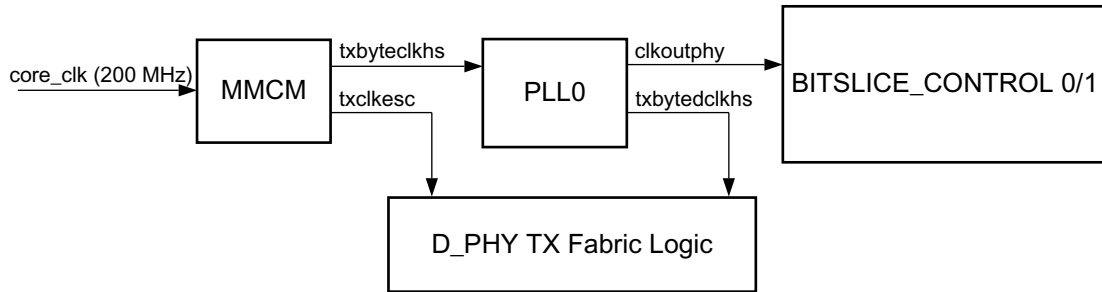 txbyteclkhs
clkoutphy
core_clk (200 MHz)
MMCM
PLL0
BITSLICE_CONTROL 0/1
txclkesc
txbytedclkhs
D_PHY TX Fabric Logic